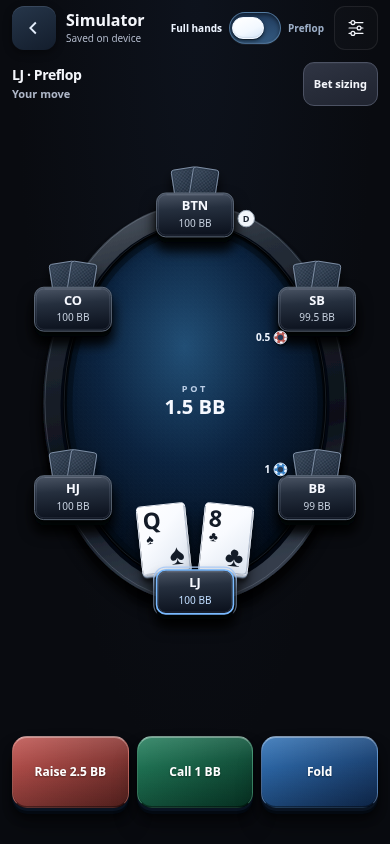 Simulator
Saved on device
Full hands
Preflop
LJ · Preflop
Your move
Bet sizing
BTN
100 BB
D
CO
100 BB
SB
99.5 BB
0.5
POT
1.5 BB
HJ
100 BB
1
BB
99 BB
Q
8
LJ
100 BB
Raise 2.5 BB
Call 1 BB
Fold